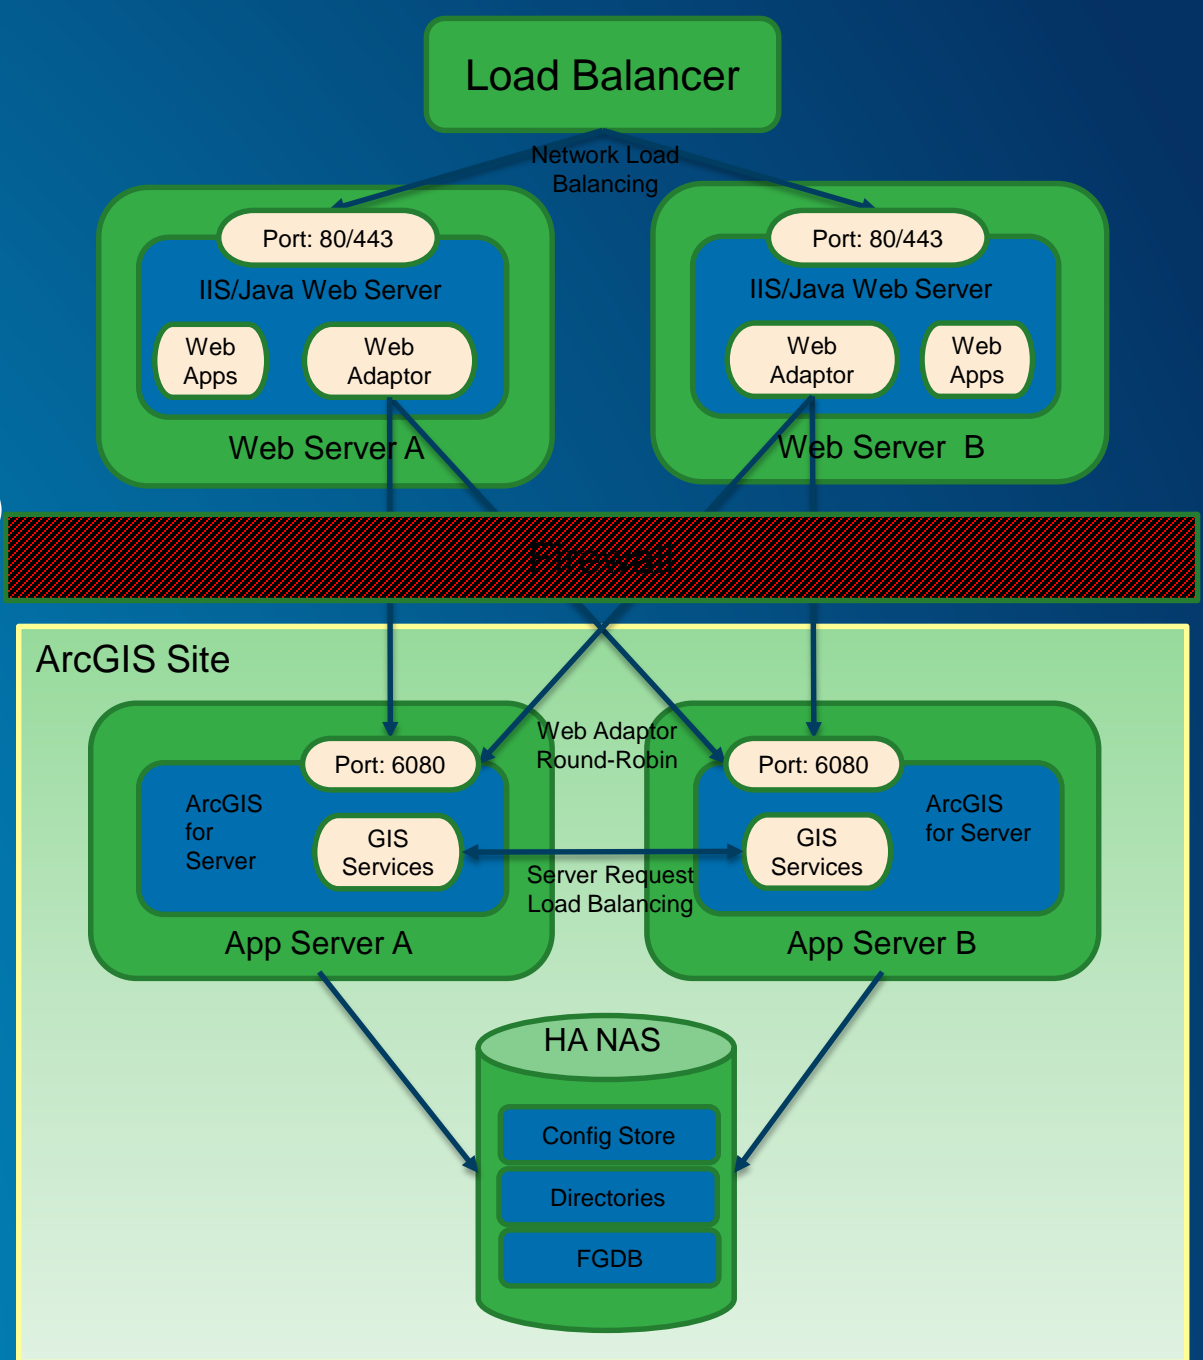 Load Balancer
Network Load
Balancing
Port: 80/443
IIS/Java Web Server
Web
Apps
Web
Adaptor
Web Server A
Port: 80/443
IIS/Java Web Server
Web
Adaptor
Web
Apps
Web Server B
Firewall
ArcGIS Site
Web Adaptor
Round-Robin
Port: 6080
ArcGIS
for
Server
GIS
Services
App Server A
Server Request
Load Balancing
Port: 6080
GIS
Services
ArcGIS
for Server
App Server B
HA NAS
Config Store
Directories
FGDB